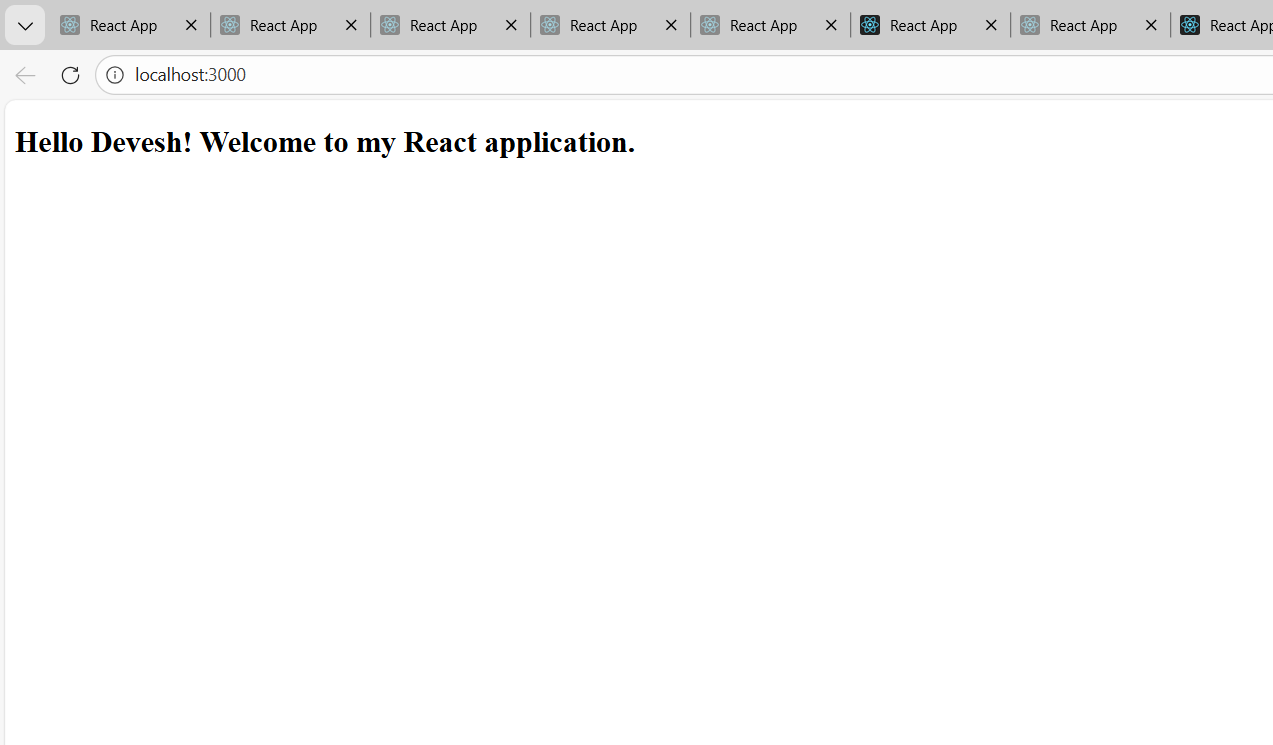 React App React App React App React App React App React App React App React App
localhost:3000
Hello Devesh! Welcome to my React application.